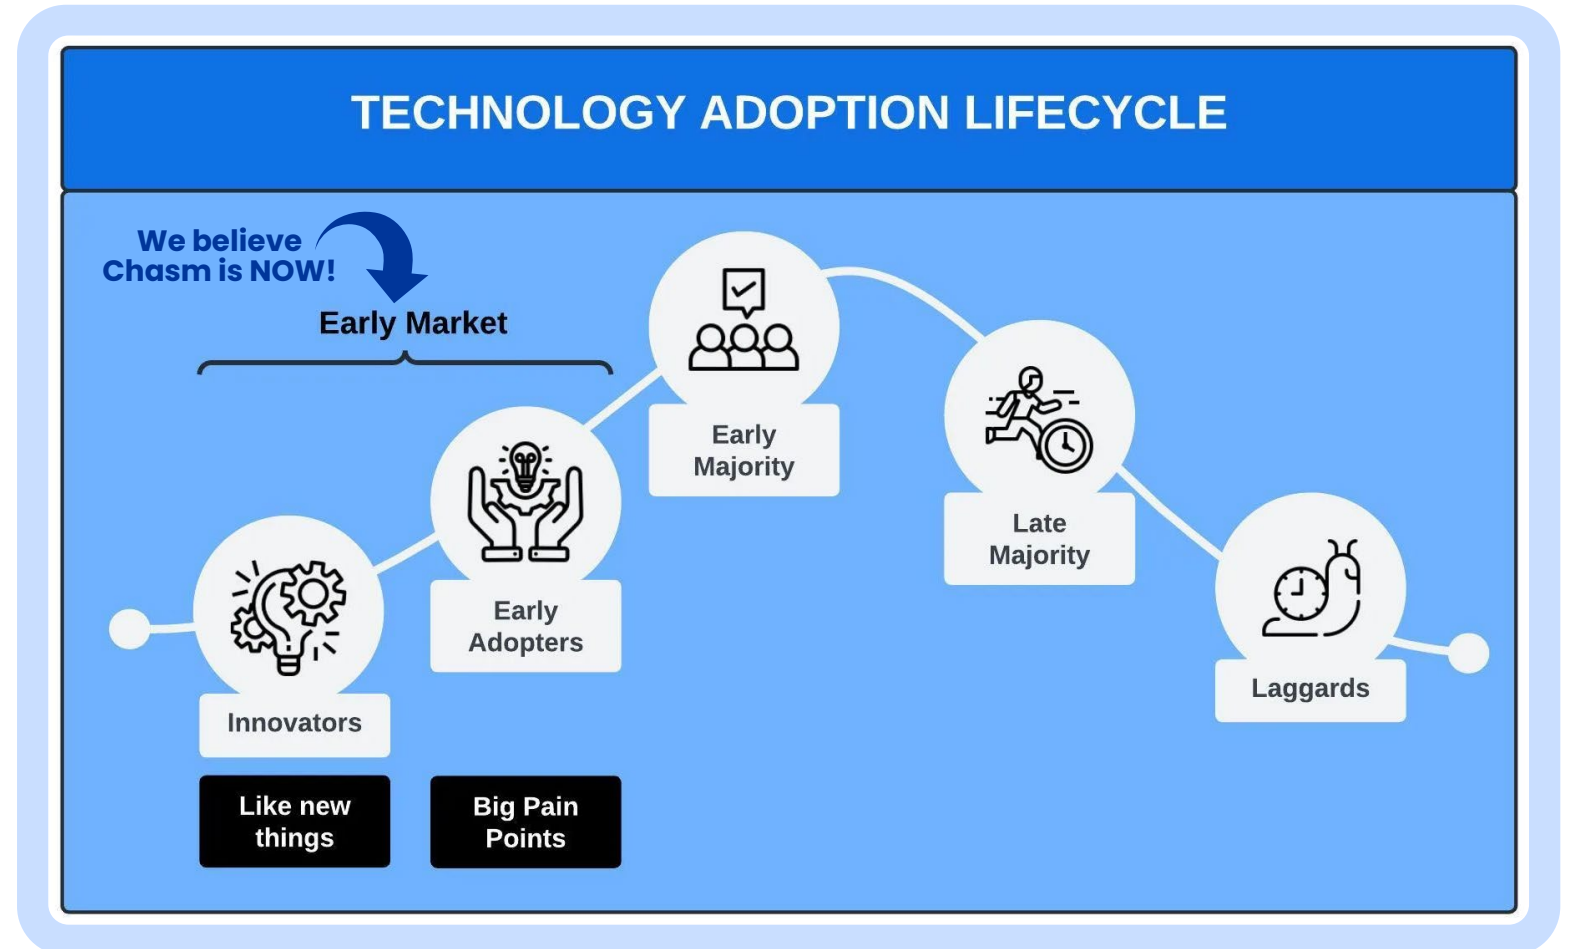 TECHNOLOGY ADOPTION LIFECYCLE
We believe
Chasm is NOW!
Early Market
Early
Majority
Early
Adopters
Late
Majority
Innovators
Laggards
Like new
things
Big Pain
Points